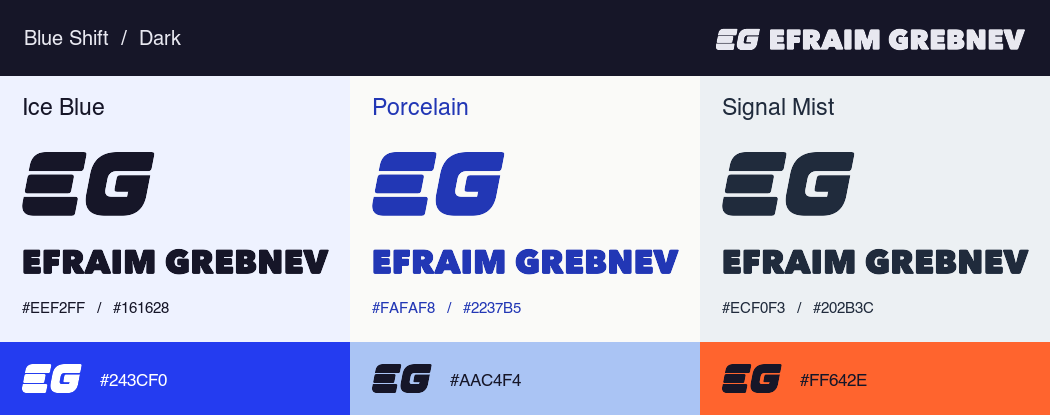 Blue Shift / Dark
EG EFRAIM GREBNEV
Ice Blue
EG
EFRAIM GREBNEV
#EEF2FF / #161628
Porcelain
EG
EFRAIM GREBNEV
#FAFAF8 / #2237B5
Signal Mist
EG
EFRAIM GREBNEV
#ECF0F3 / #202B3C
EG #243CF0
EG #AAC4F4
EG #FF642E